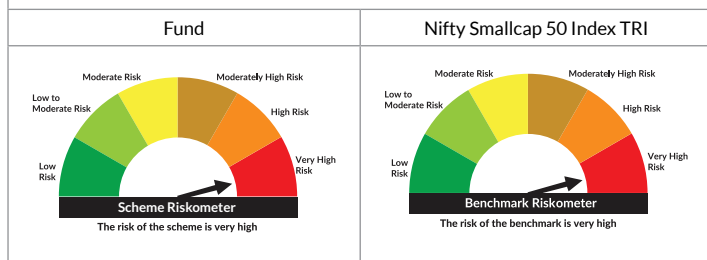 Fund
Nifty Smallcap 50 Index TRI
Moderate Risk
Moderately High Risk
Low to
Moderate Risk
High Risk
Low
Risk
Very High
Risk
Scheme Riskometer
The risk of the scheme is very high
Moderate Risk
Moderately High Risk
Low to
Moderate Risk
High Risk
Low
Risk
Very High
Risk
Benchmark Riskometer
The risk of the benchmark is very high